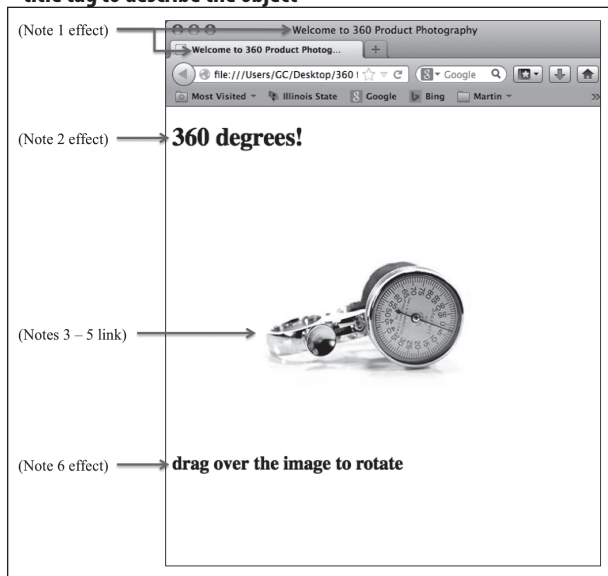 title tag to describe the object
(Note 1 effect)
Welcome to 360 Product Photography
Welcome to 360 Product Photog...
file:///Users/GC/Desktop/360
Google
Most Visited
Illinois State
Google
Bing
Martin
(Note 2 effect)
360 degrees!
(Notes 3 – 5 link)
(Note 6 effect)
drag over the image to rotate